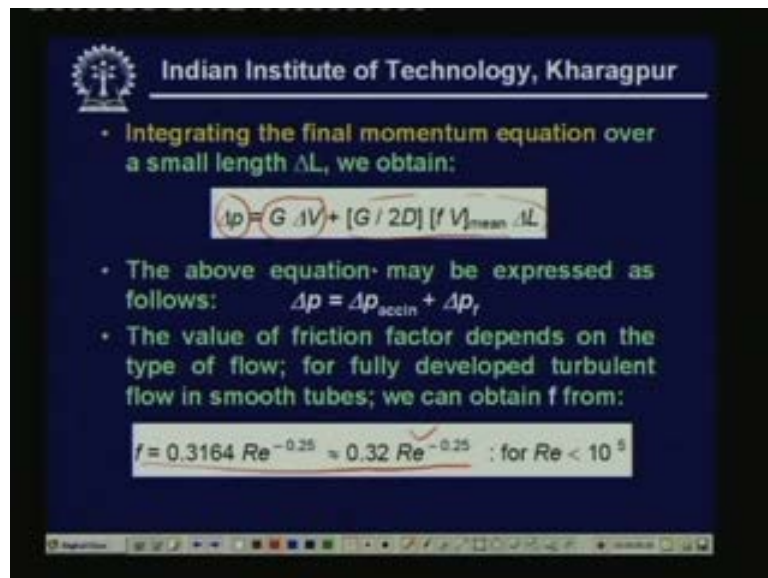 Indian Institute of Technology, Kharagpur
• Integrating the final momentum equation over
a small length ΔL, we obtain:
Δp = G ΔV + [G / 2D] [f V]mean ΔL
• The above equation may be expressed as
follows: Δp = Δp_accln + Δp_f
• The value of friction factor depends on the
type of flow; for fully developed turbulent
flow in smooth tubes; we can obtain f from:
f = 0.3164 Re^–0.25 ≈ 0.32 Re^–0.25 : for Re < 10^5